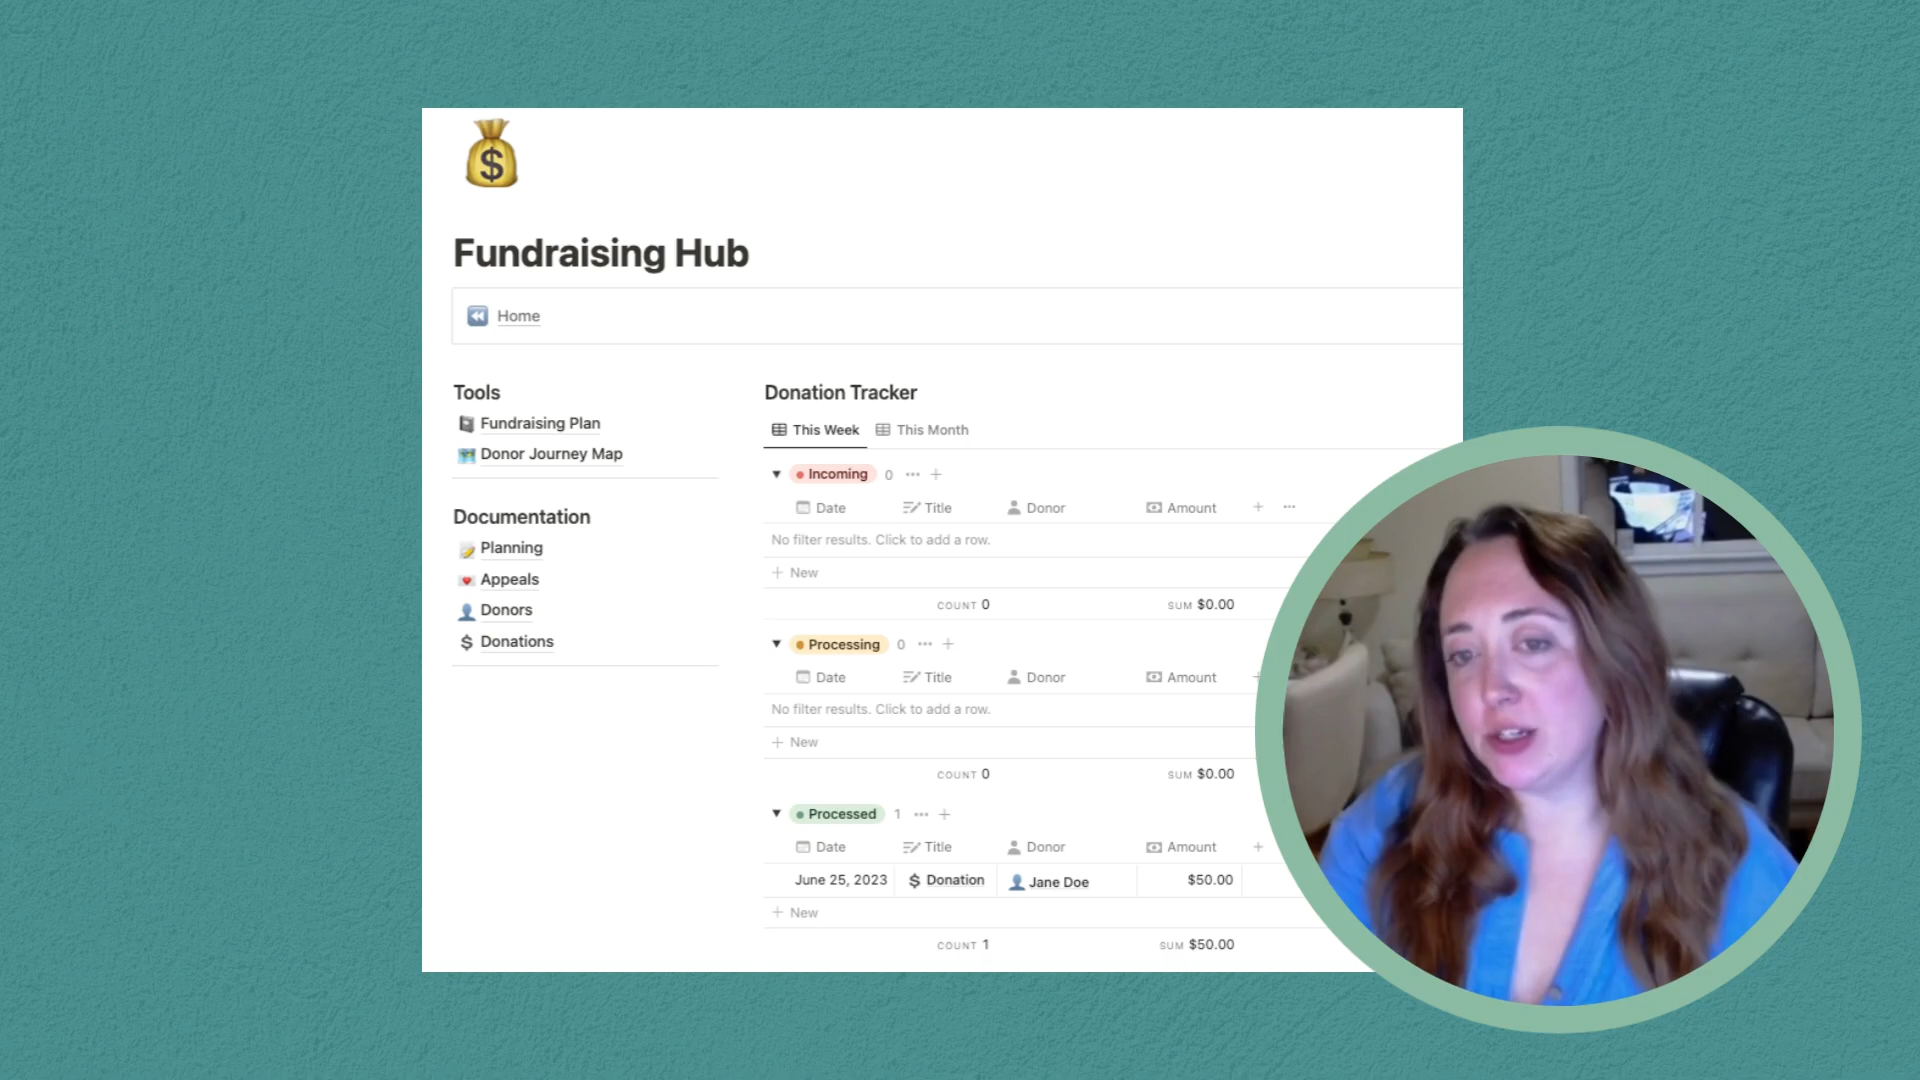 $
Fundraising Hub
Home
Tools
Fundraising Plan
Donor Journey Map
Documentation
Planning
Appeals
Donors
$ Donations
Donation Tracker
This Week This Month
Incoming 0 ... +
Date Title Donor Amount + ...
No filter results. Click to add a row.
+ New
COUNT 0 SUM $0.00
Processing 0 ... +
Date Title Donor Amount +
No filter results. Click to add a row.
+ New
COUNT 0 SUM $0.00
Processed 1 ... +
Date Title Donor Amount +
June 25, 2023 $ Donation Jane Doe $50.00
+ New
COUNT 1 SUM $50.00